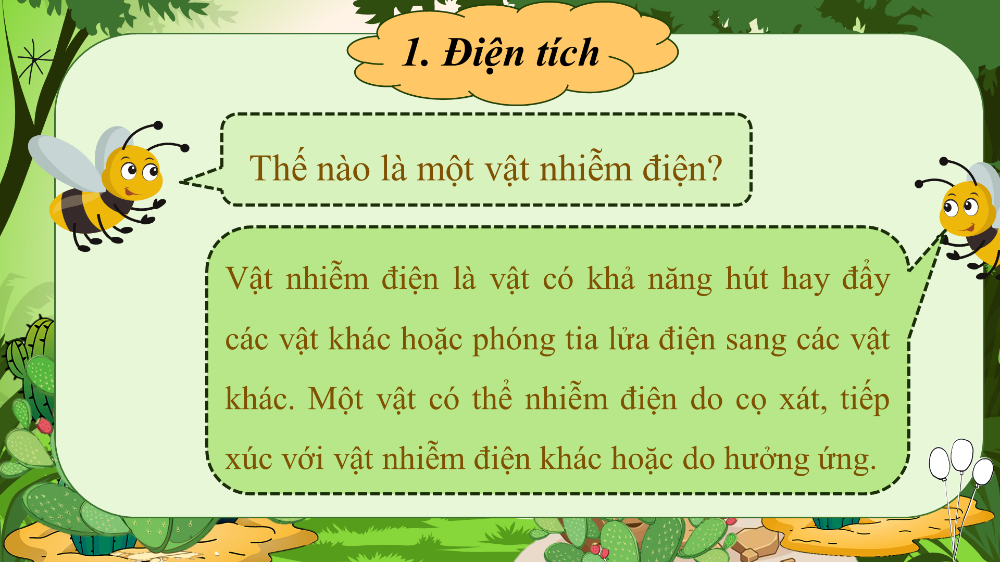 1. Điện tích
Thế nào là một vật nhiễm điện?
Vật nhiễm điện là vật có khả năng hút hay đẩy
các vật khác hoặc phóng tia lửa điện sang các vật
khác. Một vật có thể nhiễm điện do cọ xát, tiếp
xúc với vật nhiễm điện khác hoặc do hưởng ứng.